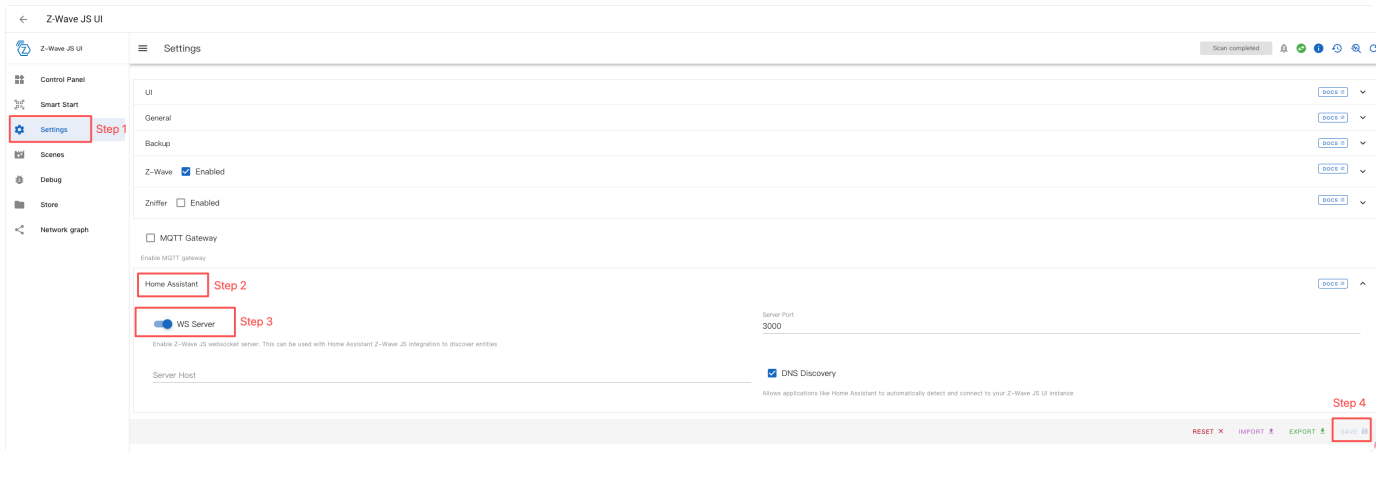 Z-Wave JS UI
Z-Wave JS UI
Settings
Scan completed
Control Panel
Smart Start
Settings
Step 1
Scenes
Debug
Store
Network graph
UI
DOCS
General
DOCS
Backup
DOCS
Z-Wave Enabled
DOCS
Zniffer Enabled
DOCS
MQTT Gateway
Enable MQTT gateway
Home Assistant
Step 2
DOCS
WS Server
Step 3
Server Port
3000
Enable Z-Wave JS websocket server. This can be used with Home Assistant Z-Wave JS integration to discover entities
Server Host
DNS Discovery
Allows applications like Home Assistant to automatically detect and connect to your Z-Wave JS UI instance
Step 4
RESET IMPORT EXPORT SAVE